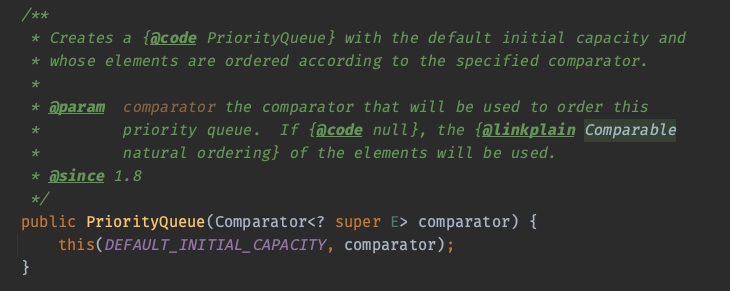 /**
 * Creates a {@code PriorityQueue} with the default initial capacity and
 * whose elements are ordered according to the specified comparator.
 *
 * @param  comparator the comparator that will be used to order this
 *         priority queue.  If {@code null}, the {@linkplain Comparable
 *         natural ordering} of the elements will be used.
 * @since 1.8
 */
public PriorityQueue(Comparator<? super E> comparator) {
    this(DEFAULT_INITIAL_CAPACITY, comparator);
}